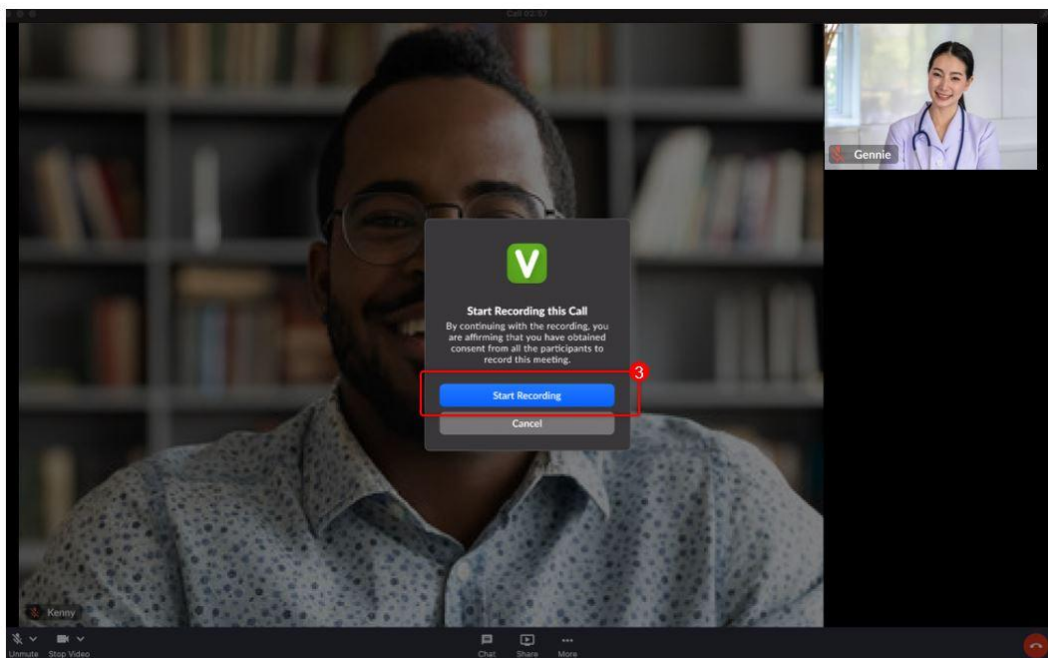 Call 02:57
Gennie
V
Start Recording this Call
By continuing with the recording, you
are affirming that you have obtained
consent from all the participants to
record this meeting.
3
Start Recording
Cancel
Kenny
Unmute
Stop Video
Chat
Share
More